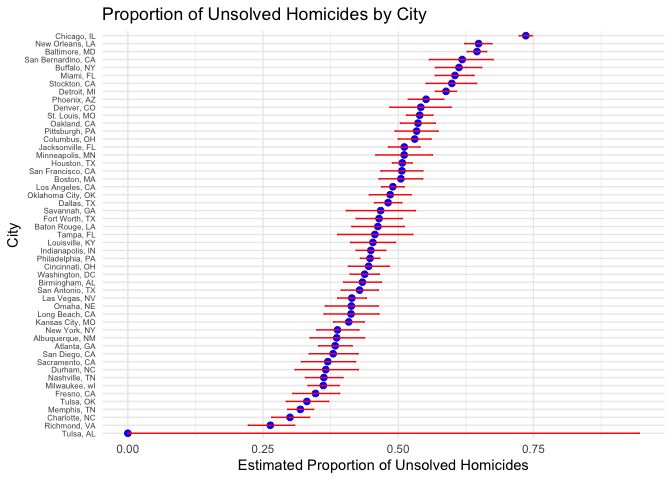 Proportion of Unsolved Homicides by City
City
Chicago, IL
New Orleans, LA
Baltimore, MD
San Bernardino, CA
Buffalo, NY
Miami, FL
Stockton, CA
Detroit, MI
Phoenix, AZ
Denver, CO
St. Louis, MO
Oakland, CA
Pittsburgh, PA
Columbus, OH
Jacksonville, FL
Minneapolis, MN
Houston, TX
San Francisco, CA
Boston, MA
Los Angeles, CA
Oklahoma City, OK
Dallas, TX
Savannah, GA
Fort Worth, TX
Baton Rouge, LA
Tampa, FL
Louisville, KY
Indianapolis, IN
Philadelphia, PA
Cincinnati, OH
Washington, DC
Birmingham, AL
San Antonio, TX
Las Vegas, NV
Omaha, NE
Long Beach, CA
Kansas City, MO
New York, NY
Albuquerque, NM
Atlanta, GA
San Diego, CA
Sacramento, CA
Durham, NC
Nashville, TN
Milwaukee, wI
Fresno, CA
Tulsa, OK
Memphis, TN
Charlotte, NC
Richmond, VA
Tulsa, AL
0.00 0.25 0.50 0.75
Estimated Proportion of Unsolved Homicides